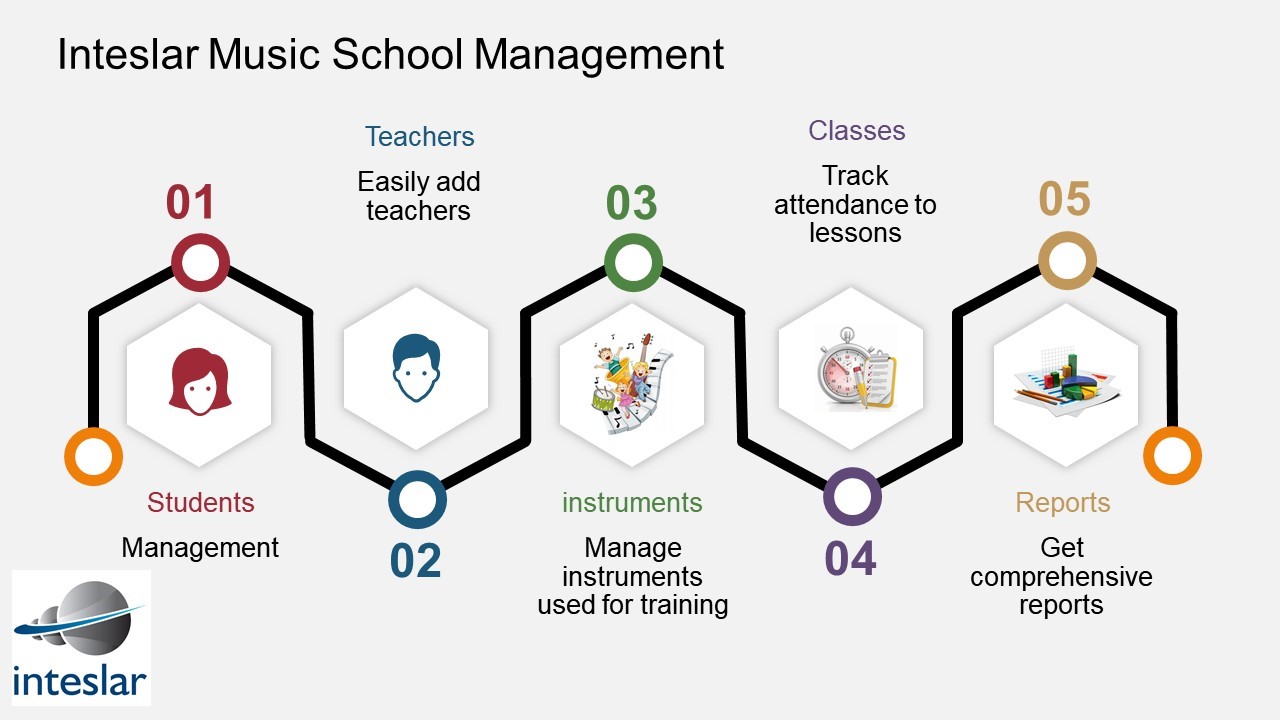 Inteslar Music School Management
01
Students
Management
Teachers
Easily add
teachers
02
03
instruments
Manage
instruments
used for training
Classes
Track
attendance to
lessons
04
05
Reports
Get
comprehensive
reports
inteslar